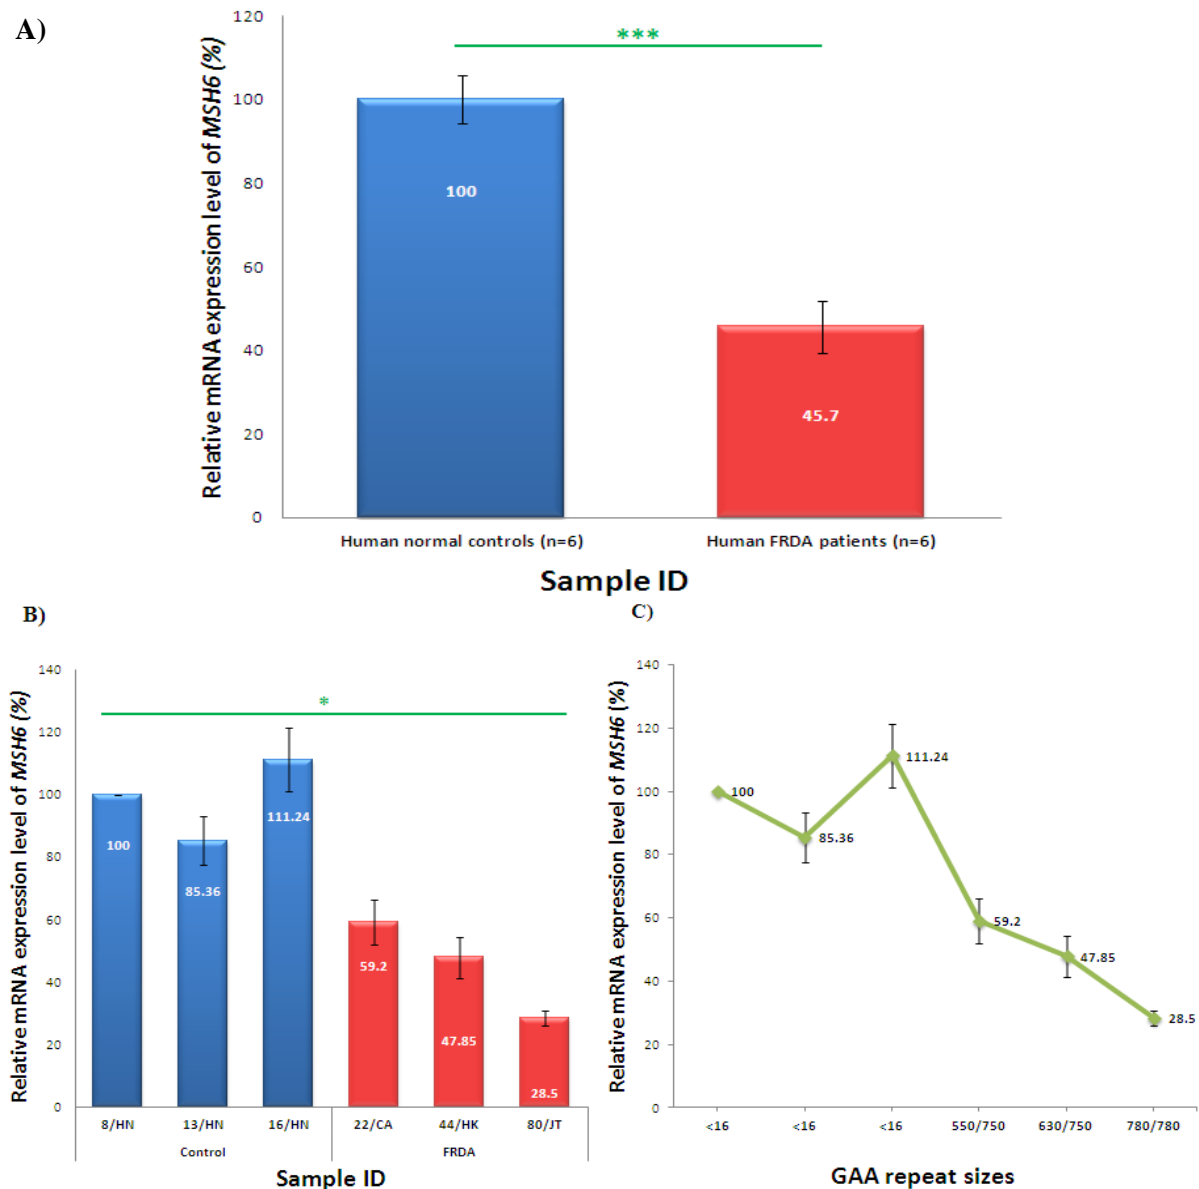 A)
Relative mRNA expression level of MSH6 (%)
120
100
80
60
40
20
0
***
100
45.7
Human normal controls (n=6)
Human FRDA patients (n=6)
Sample ID
B)
Relative mRNA expression level of MSH6 (%)
140
120
100
80
60
40
20
0
*
100
85.36
111.24
59.2
47.85
28.5
8/HN 13/HN 16/HN 22/CA 44/HK 80/JT
Control FRDA
Sample ID
C)
Relative mRNA expression level of MSH6 (%)
140
120
100
80
60
40
20
0
100
85.36
111.24
59.2
47.85
28.5
<16 <16 <16 550/750 630/750 780/780
GAA repeat sizes